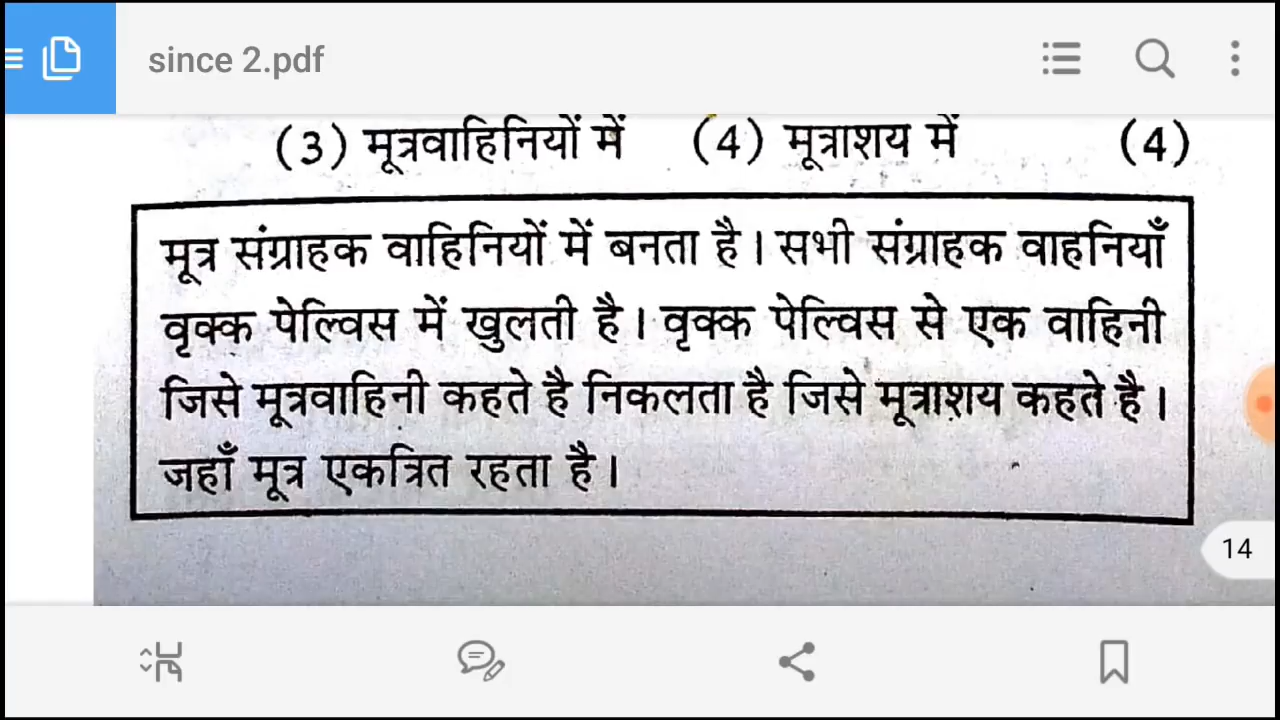 since 2.pdf
(3) मूत्रवाहिनियों में (4) मूत्राशय में (4)
मूत्र संग्राहक वाहिनियों में बनता है। सभी संग्राहक वाहनियाँ
वृक्क पेल्विस में खुलती है। वृक्क पेल्विस से एक वाहिनी
जिसे मूत्रवाहिनी कहते है निकलता है जिसे मूत्राशय कहते है।
जहाँ मूत्र एकत्रित रहता है।
14